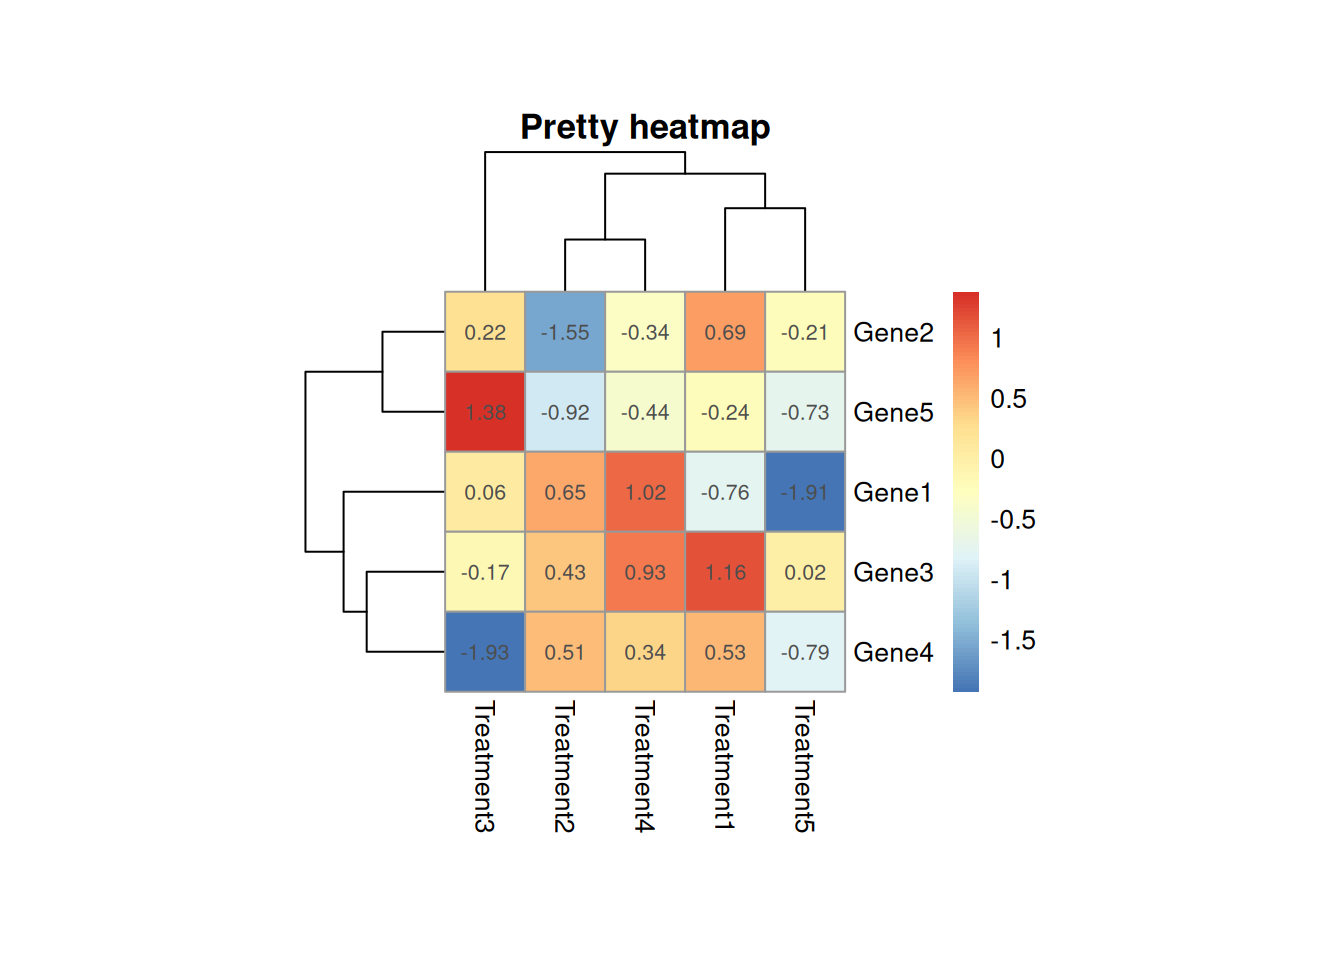 Pretty heatmap
0.22 -1.55 -0.34 0.69 -0.21 Gene2
1.38 -0.92 -0.44 -0.24 -0.73 Gene5
0.06 0.65 1.02 -0.76 -1.91 Gene1
-0.17 0.43 0.93 1.16 0.02 Gene3
-1.93 0.51 0.34 0.53 -0.79 Gene4
Treatment3 Treatment2 Treatment4 Treatment1 Treatment5
1
0.5
0
-0.5
-1
-1.5